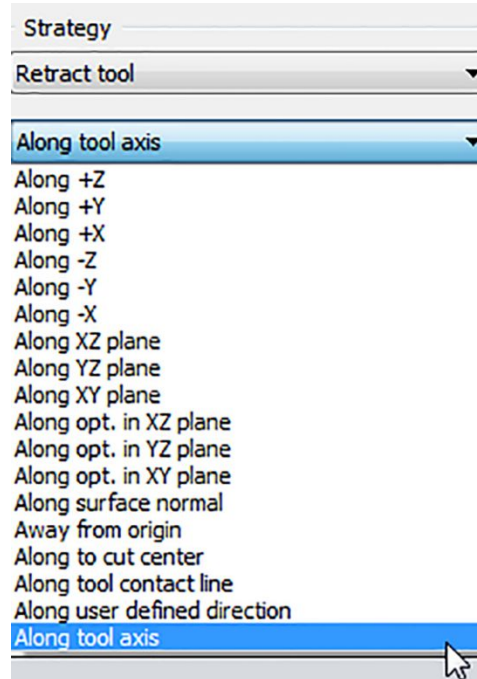 Strategy
Retract tool
Along tool axis
Along +Z
Along +Y
Along +X
Along -Z
Along -Y
Along -X
Along XZ plane
Along YZ plane
Along XY plane
Along opt. in XZ plane
Along opt. in YZ plane
Along opt. in XY plane
Along surface normal
Away from origin
Along to cut center
Along tool contact line
Along user defined direction
Along tool axis